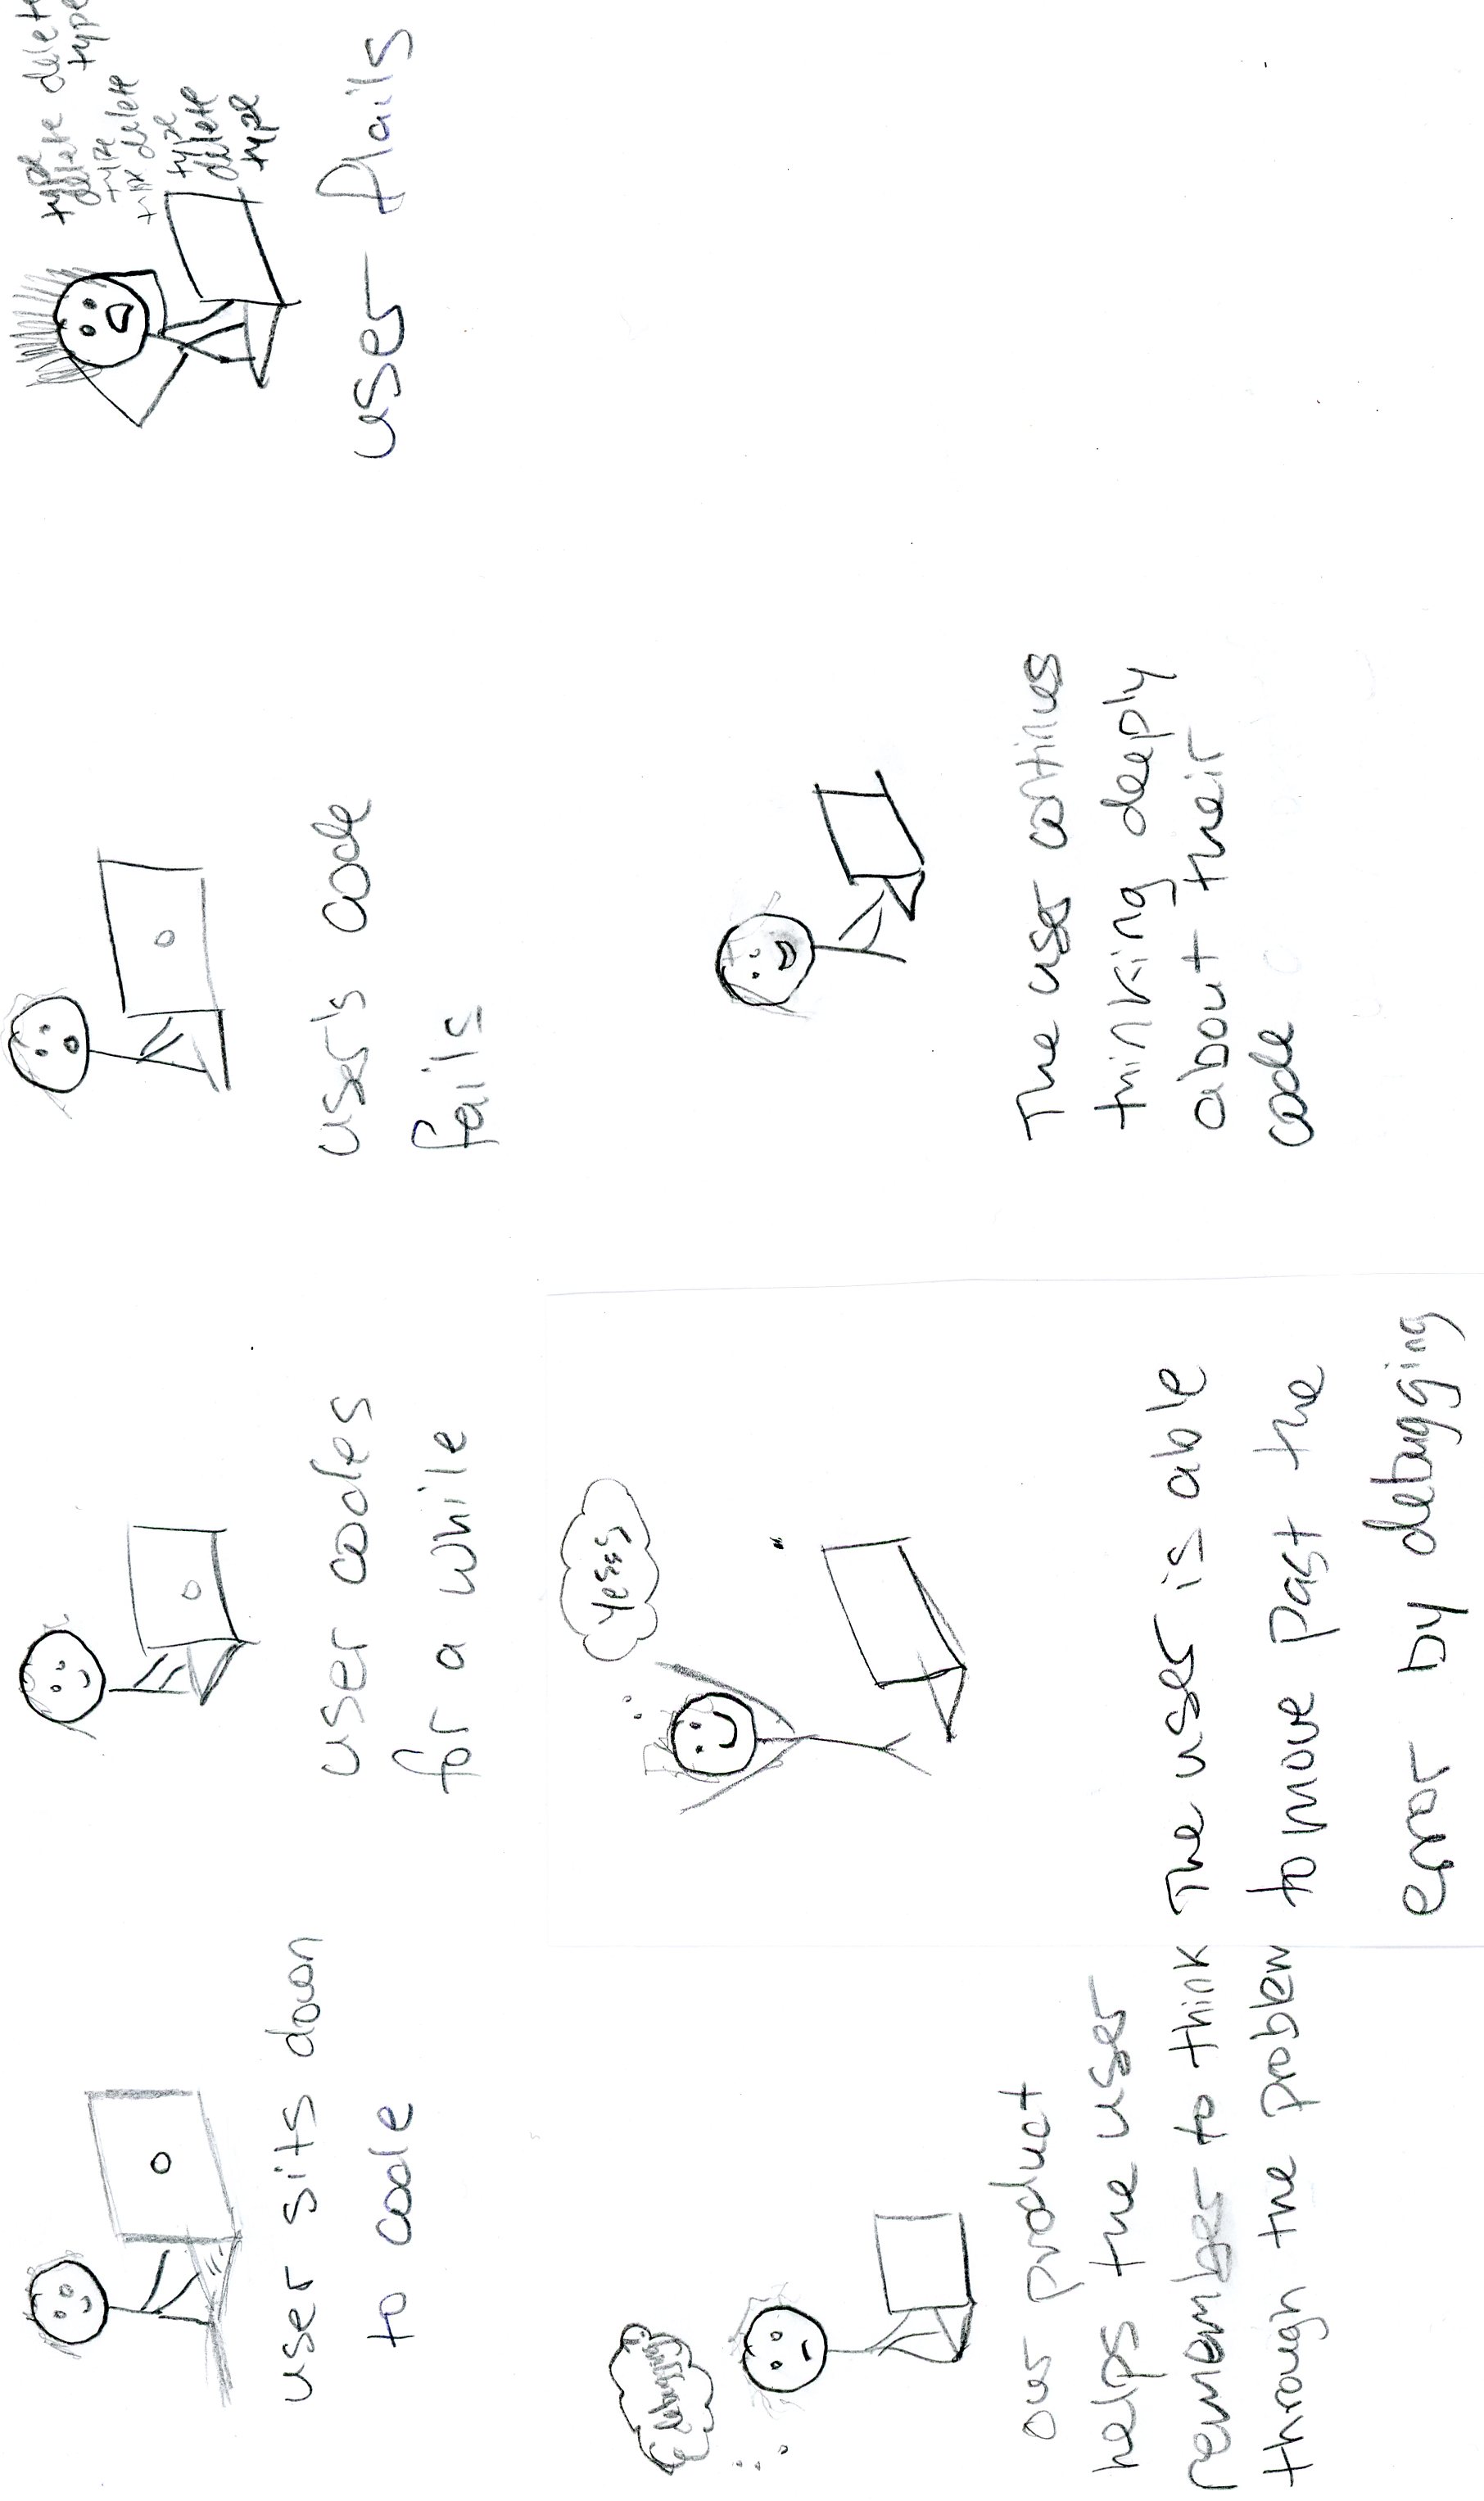 user sits down
to code
user codes
for a while
user's code
fails
type delete
delete type
type delete
type delete
type
delete
type
user flails
debugging
our product
helps the user
remember to think
through the problem
Yesss
The user is able
to move past the
error by debugging
The user continues
thinking deeply
about their
code